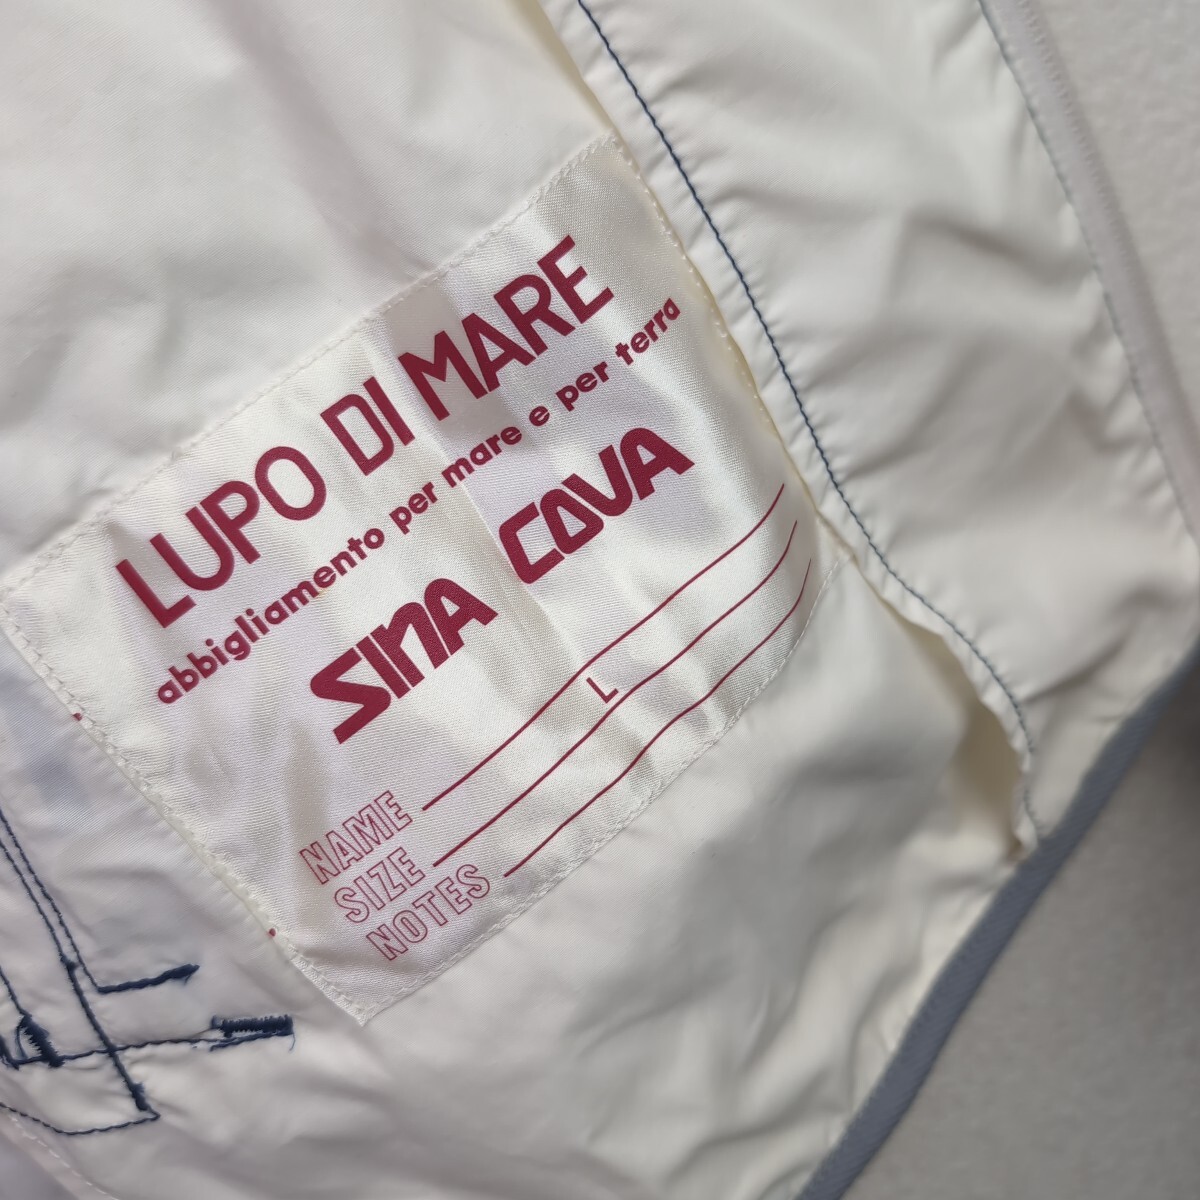 LUPO DI MARE
abbigliamento per mare e per terra
SINA COVA
NAME
SIZE L
NOTES